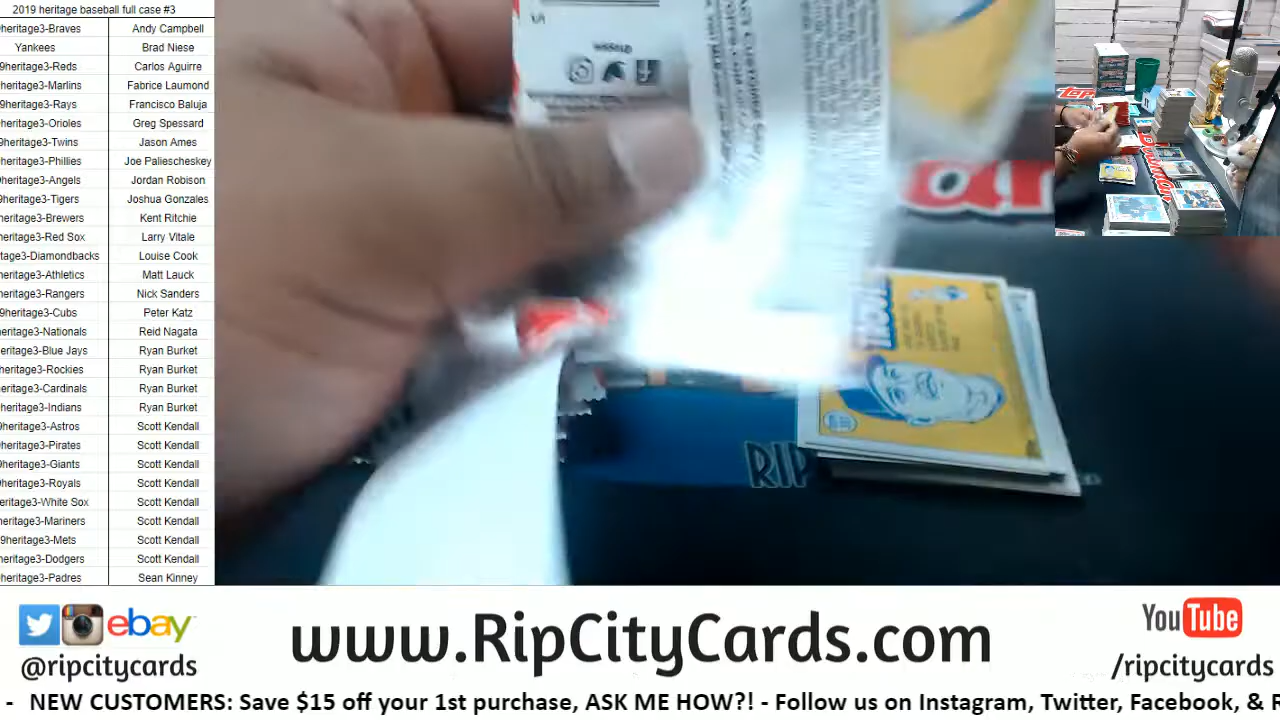 2019 heritage baseball full case #3
heritage3-Braves Andy Campbell
Yankees Brad Niese
9heritage3-Reds Carlos Aguirre
heritage3-Marlins Fabrice Laumond
9heritage3-Rays Francisco Baluja
heritage3-Orioles Greg Spessard
9heritage3-Twins Jason Ames
heritage3-Phillies Joe Paliescheskey
heritage3-Angels Jordan Robison
9heritage3-Tigers Joshua Gonzales
heritage3-Brewers Kent Ritchie
heritage3-Red Sox Larry Vitale
tage3-Diamondbacks Louise Cook
heritage3-Athletics Matt Lauck
heritage3-Rangers Nick Sanders
9heritage3-Cubs Peter Katz
heritage3-Nationals Reid Nagata
heritage3-Blue Jays Ryan Burket
heritage3-Rockies Ryan Burket
heritage3-Cardinals Ryan Burket
heritage3-Indians Ryan Burket
9heritage3-Astros Scott Kendall
heritage3-Pirates Scott Kendall
heritage3-Giants Scott Kendall
heritage3-Royals Scott Kendall
eritage3-White Sox Scott Kendall
heritage3-Mariners Scott Kendall
9heritage3-Mets Scott Kendall
heritage3-Dodgers Scott Kendall
heritage3-Padres Sean Kinney
RIP
ebay
@ripcitycards
www.RipCityCards.com
YouTube
/ripcitycards
- NEW CUSTOMERS: Save $15 off your 1st purchase, ASK ME HOW?! - Follow us on Instagram, Twitter, Facebook, &